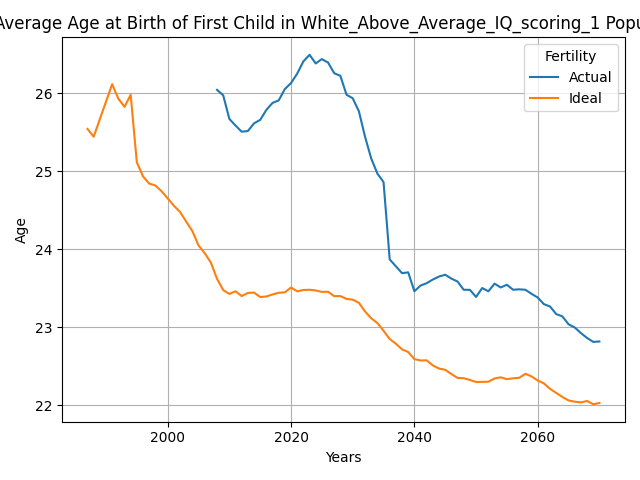 Average Age at Birth of First Child in White_Above_Average_IQ_scoring_1 Popu
Fertility
Actual
Ideal
26
25
24
23
22
Age
2000 2020 2040 2060
Years